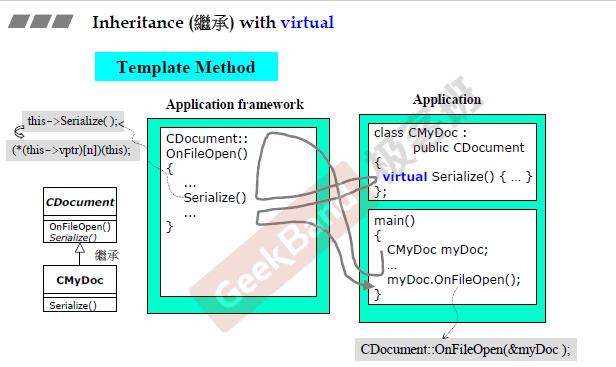 Inheritance (繼承) with virtual
Template Method
Application framework
Application
this->Serialize( );
(*(this->vptr)[n])(this);
CDocument::
OnFileOpen()
{
...
Serialize()
...
}
class CMyDoc :
public CDocument
{
virtual Serialize() { ... }
};
main()
{
CMyDoc myDoc;
...
myDoc.OnFileOpen();
}
CDocument
OnFileOpen()
Serialize()
繼承
CMyDoc
Serialize()
CDocument::OnFileOpen(&myDoc );
GeekBand 极客班